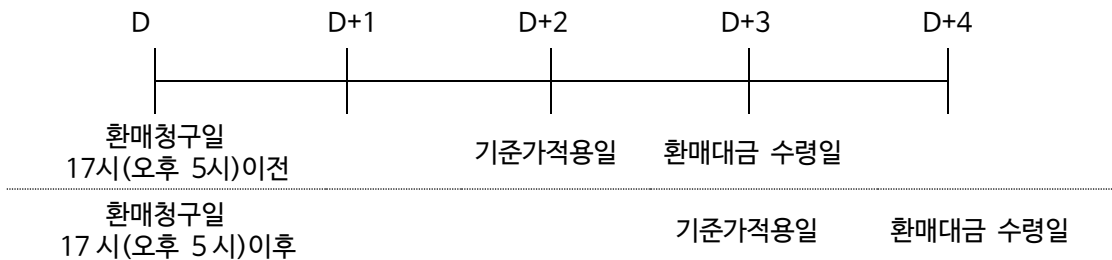 D D+1 D+2 D+3 D+4
환매청구일
17시(오후 5시)이전
기준가적용일 환매대금 수령일
환매청구일
17 시(오후 5 시)이후
기준가적용일 환매대금 수령일